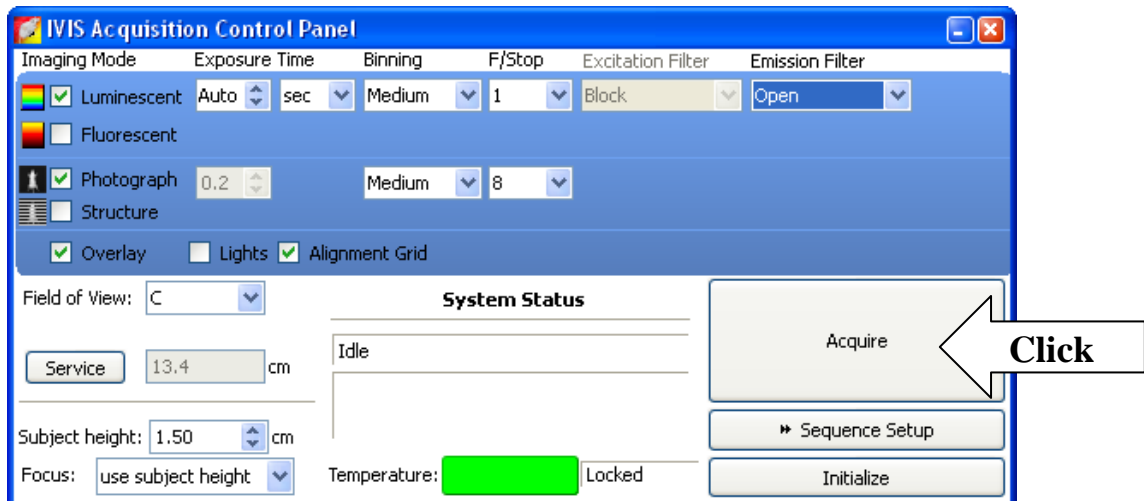 IVIS Acquisition Control Panel
Imaging Mode Exposure Time Binning F/Stop Excitation Filter Emission Filter
Luminescent Auto sec Medium 1 Block Open
Fluorescent
Photograph 0.2 Medium 8
Structure
Overlay Lights Alignment Grid
Field of View: C
System Status
Acquire
Click
Idle
Service 13.4 cm
Sequence Setup
Subject height: 1.50 cm
Focus: use subject height
Temperature: Locked
Initialize